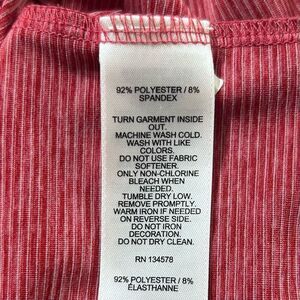 92% POLYESTER / 8%
SPANDEX
TURN GARMENT INSIDE
OUT.
MACHINE WASH COLD.
WASH WITH LIKE
COLORS.
DO NOT USE FABRIC
SOFTENER.
ONLY NON-CHLORINE
BLEACH WHEN
NEEDED.
TUMBLE DRY LOW.
REMOVE PROMPTLY.
WARM IRON IF NEEDED
ON REVERSE SIDE.
DO NOT IRON
DECORATION.
DO NOT DRY CLEAN.
RN 134578
92% POLYESTER / 8%
ÉLASTHANNE